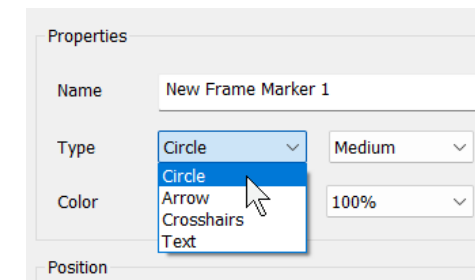 Properties
Name New Frame Marker 1
Type Circle Medium
Circle
Arrow
Color 100%
Crosshairs
Text
Position